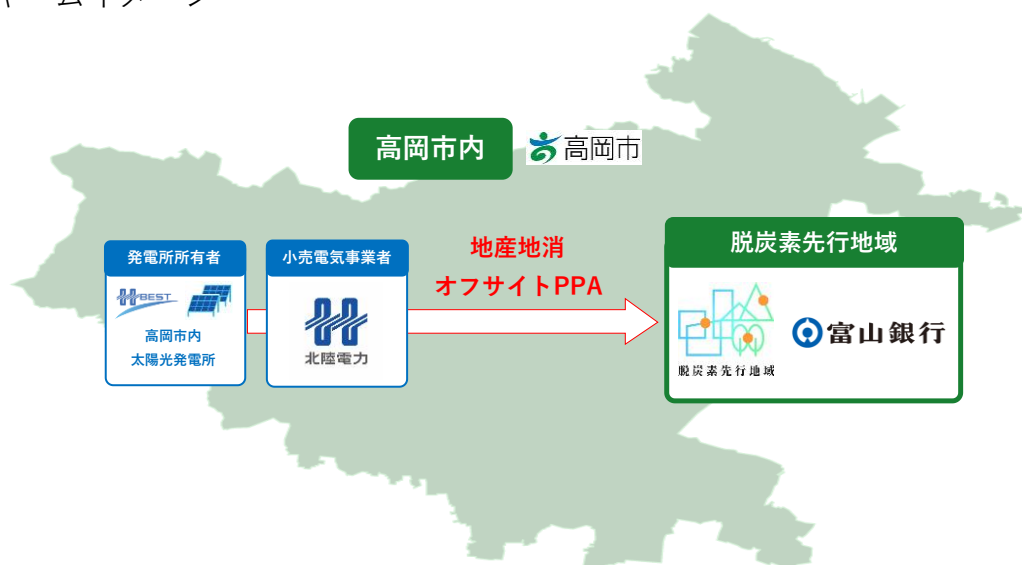 高岡市内
高岡市
発電所所有者
H-BEST
高岡市内
太陽光発電所
小売電気事業者
北陸電力
地産地消
オフサイトPPA
脱炭素先行地域
脱炭素先行地域
富山銀行